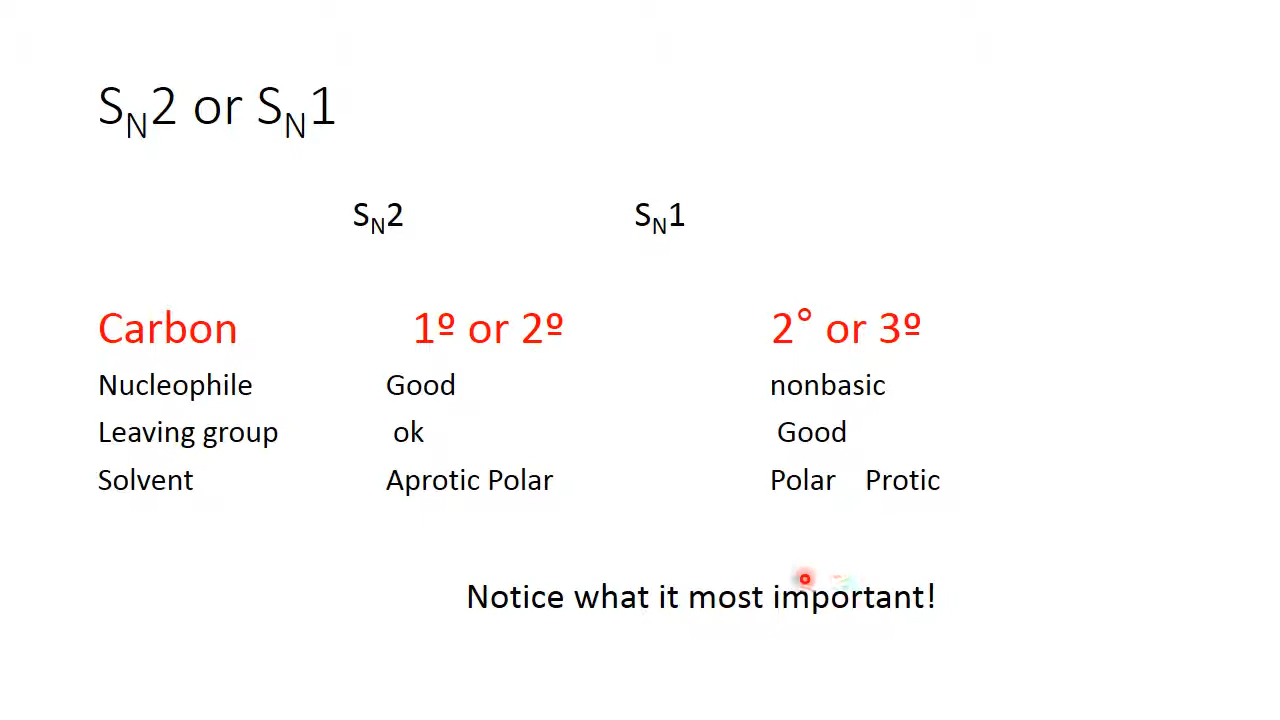 SN2 or SN1
SN2 SN1
Carbon 1º or 2º 2° or 3º
Nucleophile Good nonbasic
Leaving group ok Good
Solvent Aprotic Polar Polar Protic
Notice what it most important!